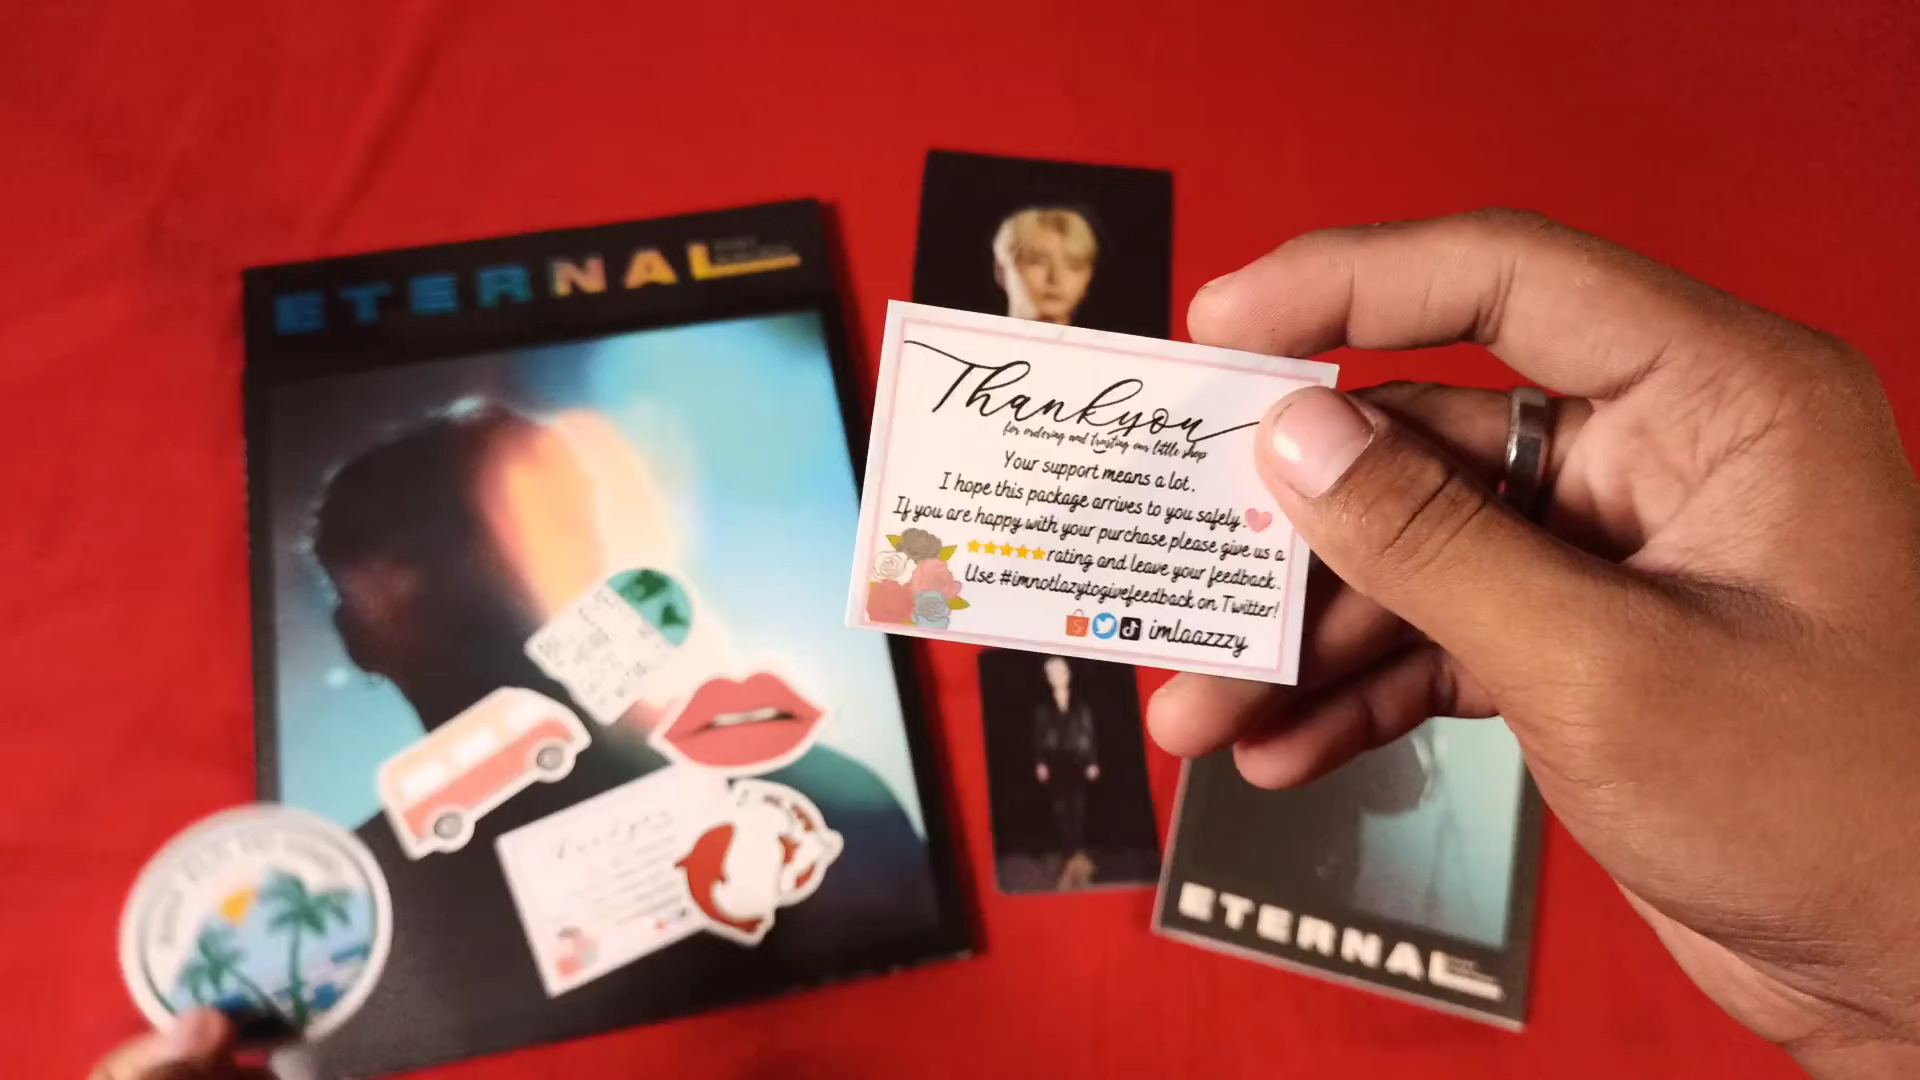 ETERNAL
Thankyou
for ordering and trusting our little shop
Your support means a lot.
I hope this package arrives to you safely.
If you are happy with your purchase please give us a
rating and leave your feedback.
Use #imnotlazytogivefeedback on Twitter!
imlaazzzy
ETERNAL